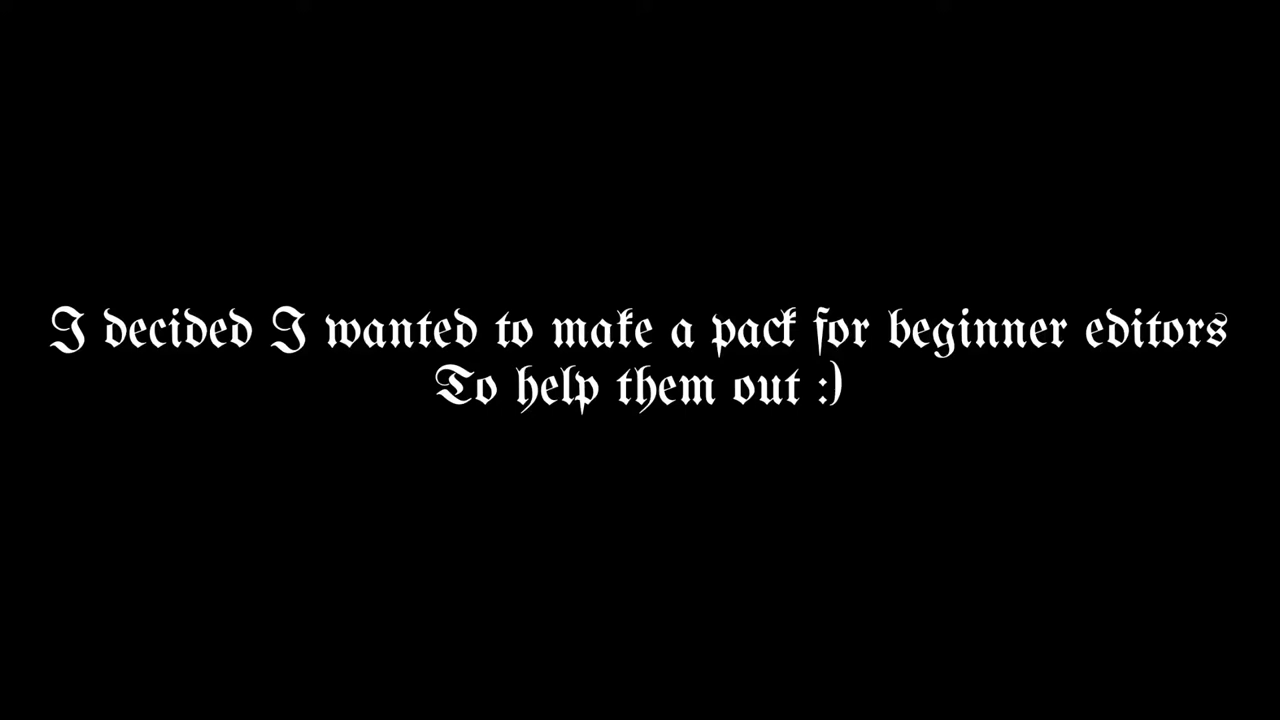 I decided I wanted to make a pack for beginner editors
To help them out :)